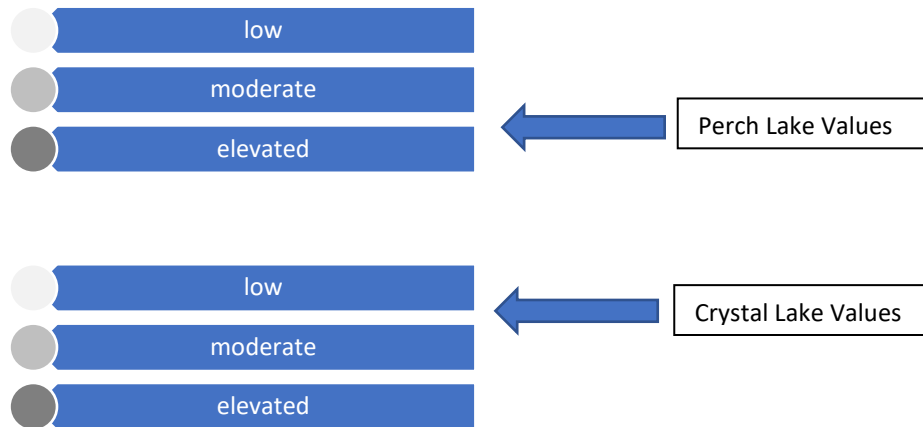 low
moderate
elevated
Perch Lake Values
low
moderate
elevated
Crystal Lake Values